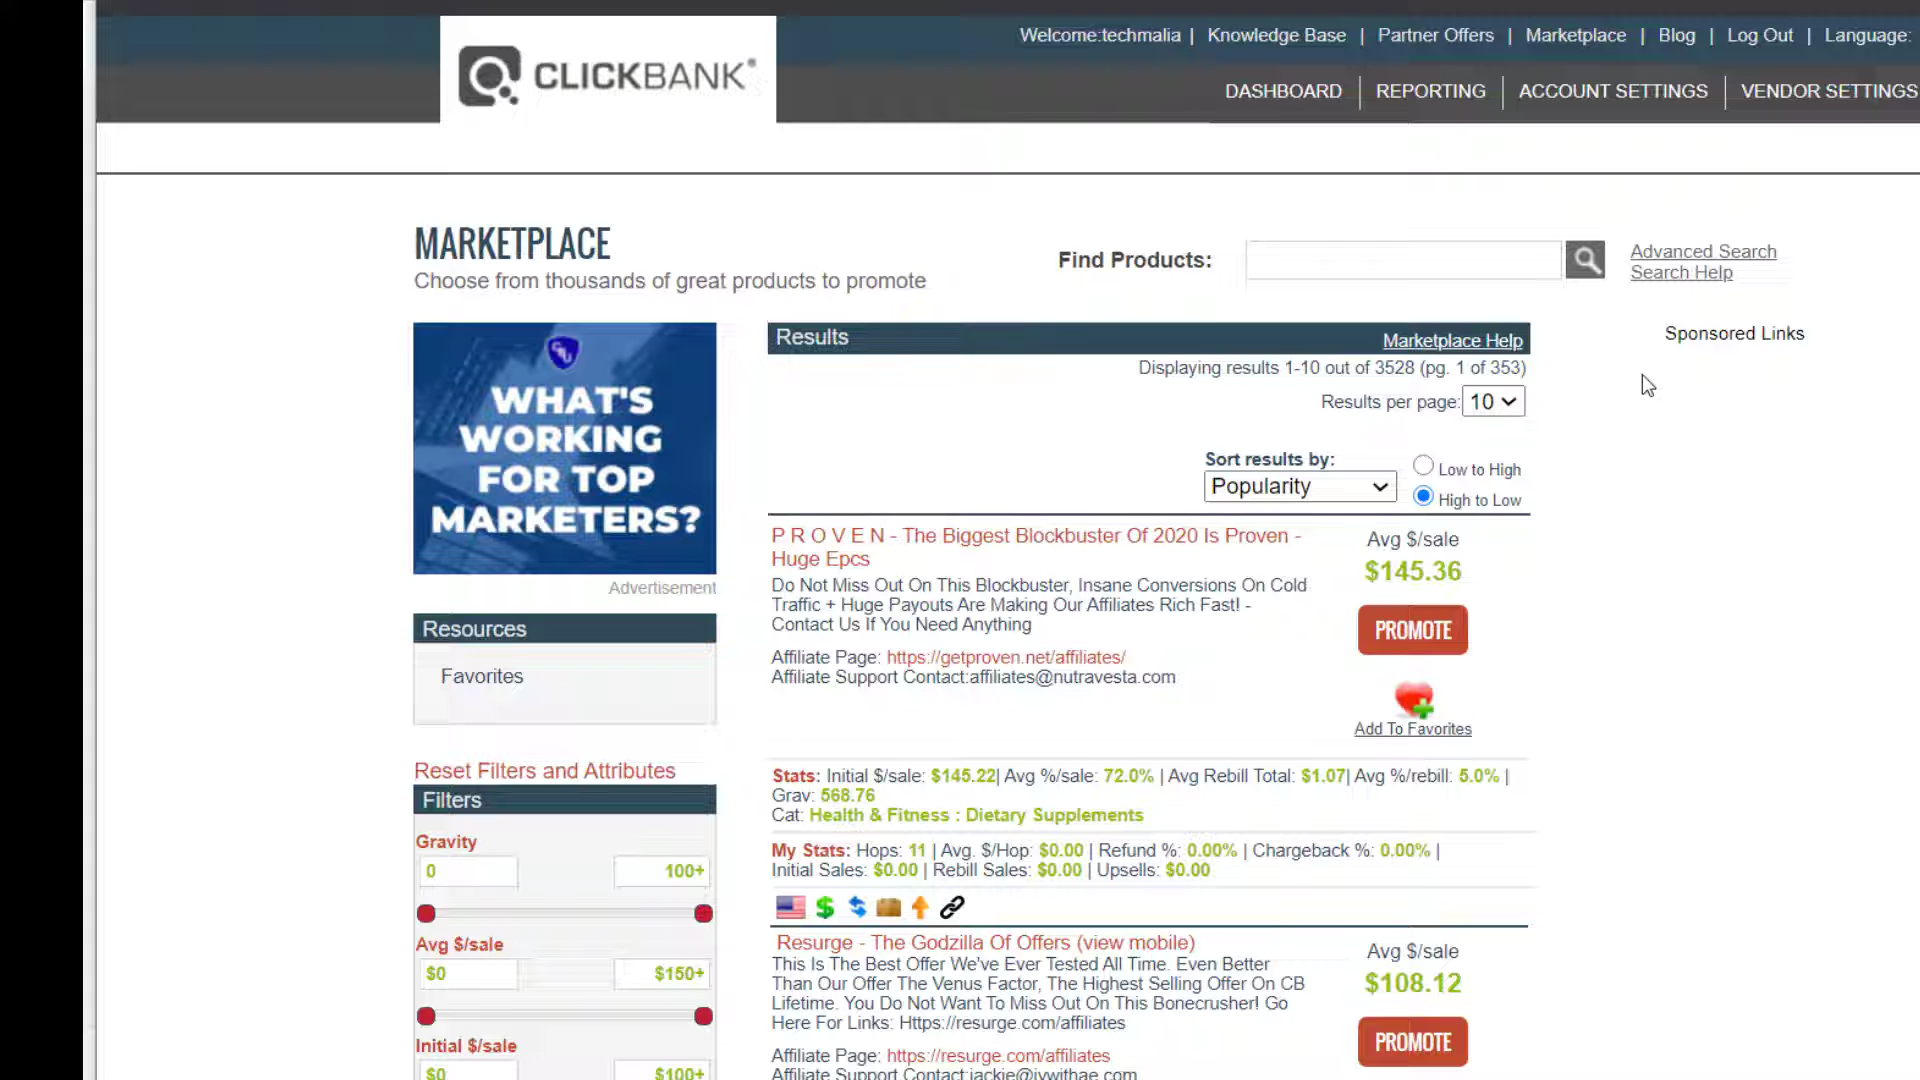 Welcome:techmalia | Knowledge Base | Partner Offers | Marketplace | Blog | Log Out | Language:
CLICKBANK®
DASHBOARD | REPORTING | ACCOUNT SETTINGS | VENDOR SETTINGS
MARKETPLACE
Choose from thousands of great products to promote
Find Products:
Advanced Search
Search Help
WHAT'S
WORKING
FOR TOP
MARKETERS?
Advertisement
Resources
Favorites
Reset Filters and Attributes
Filters
Gravity
0 100+
Avg $/sale
$0 $150+
Initial $/sale
$0 $100+
Results
Marketplace Help
Displaying results 1-10 out of 3528 (pg. 1 of 353)
Results per page: 10
Sort results by:
Popularity
Low to High
High to Low
P R O V E N - The Biggest Blockbuster Of 2020 Is Proven -
Huge Epcs
Do Not Miss Out On This Blockbuster, Insane Conversions On Cold
Traffic + Huge Payouts Are Making Our Affiliates Rich Fast! -
Contact Us If You Need Anything
Affiliate Page: https://getproven.net/affiliates/
Affiliate Support Contact:affiliates@nutravesta.com
Avg $/sale
$145.36
PROMOTE
Add To Favorites
Stats: Initial $/sale: $145.22| Avg %/sale: 72.0% | Avg Rebill Total: $1.07| Avg %/rebill: 5.0% |
Grav: 568.76
Cat: Health & Fitness : Dietary Supplements
My Stats: Hops: 11 | Avg. $/Hop: $0.00 | Refund %: 0.00% | Chargeback %: 0.00% |
Initial Sales: $0.00 | Rebill Sales: $0.00 | Upsells: $0.00
Resurge - The Godzilla Of Offers (view mobile)
This Is The Best Offer We've Ever Tested All Time. Even Better
Than Our Offer The Venus Factor, The Highest Selling Offer On CB
Lifetime. You Do Not Want To Miss Out On This Bonecrusher! Go
Here For Links: Https://resurge.com/affiliates
Affiliate Page: https://resurge.com/affiliates
Affiliate Support Contact:jackie@ivwithae.com
Avg $/sale
$108.12
PROMOTE
Sponsored Links